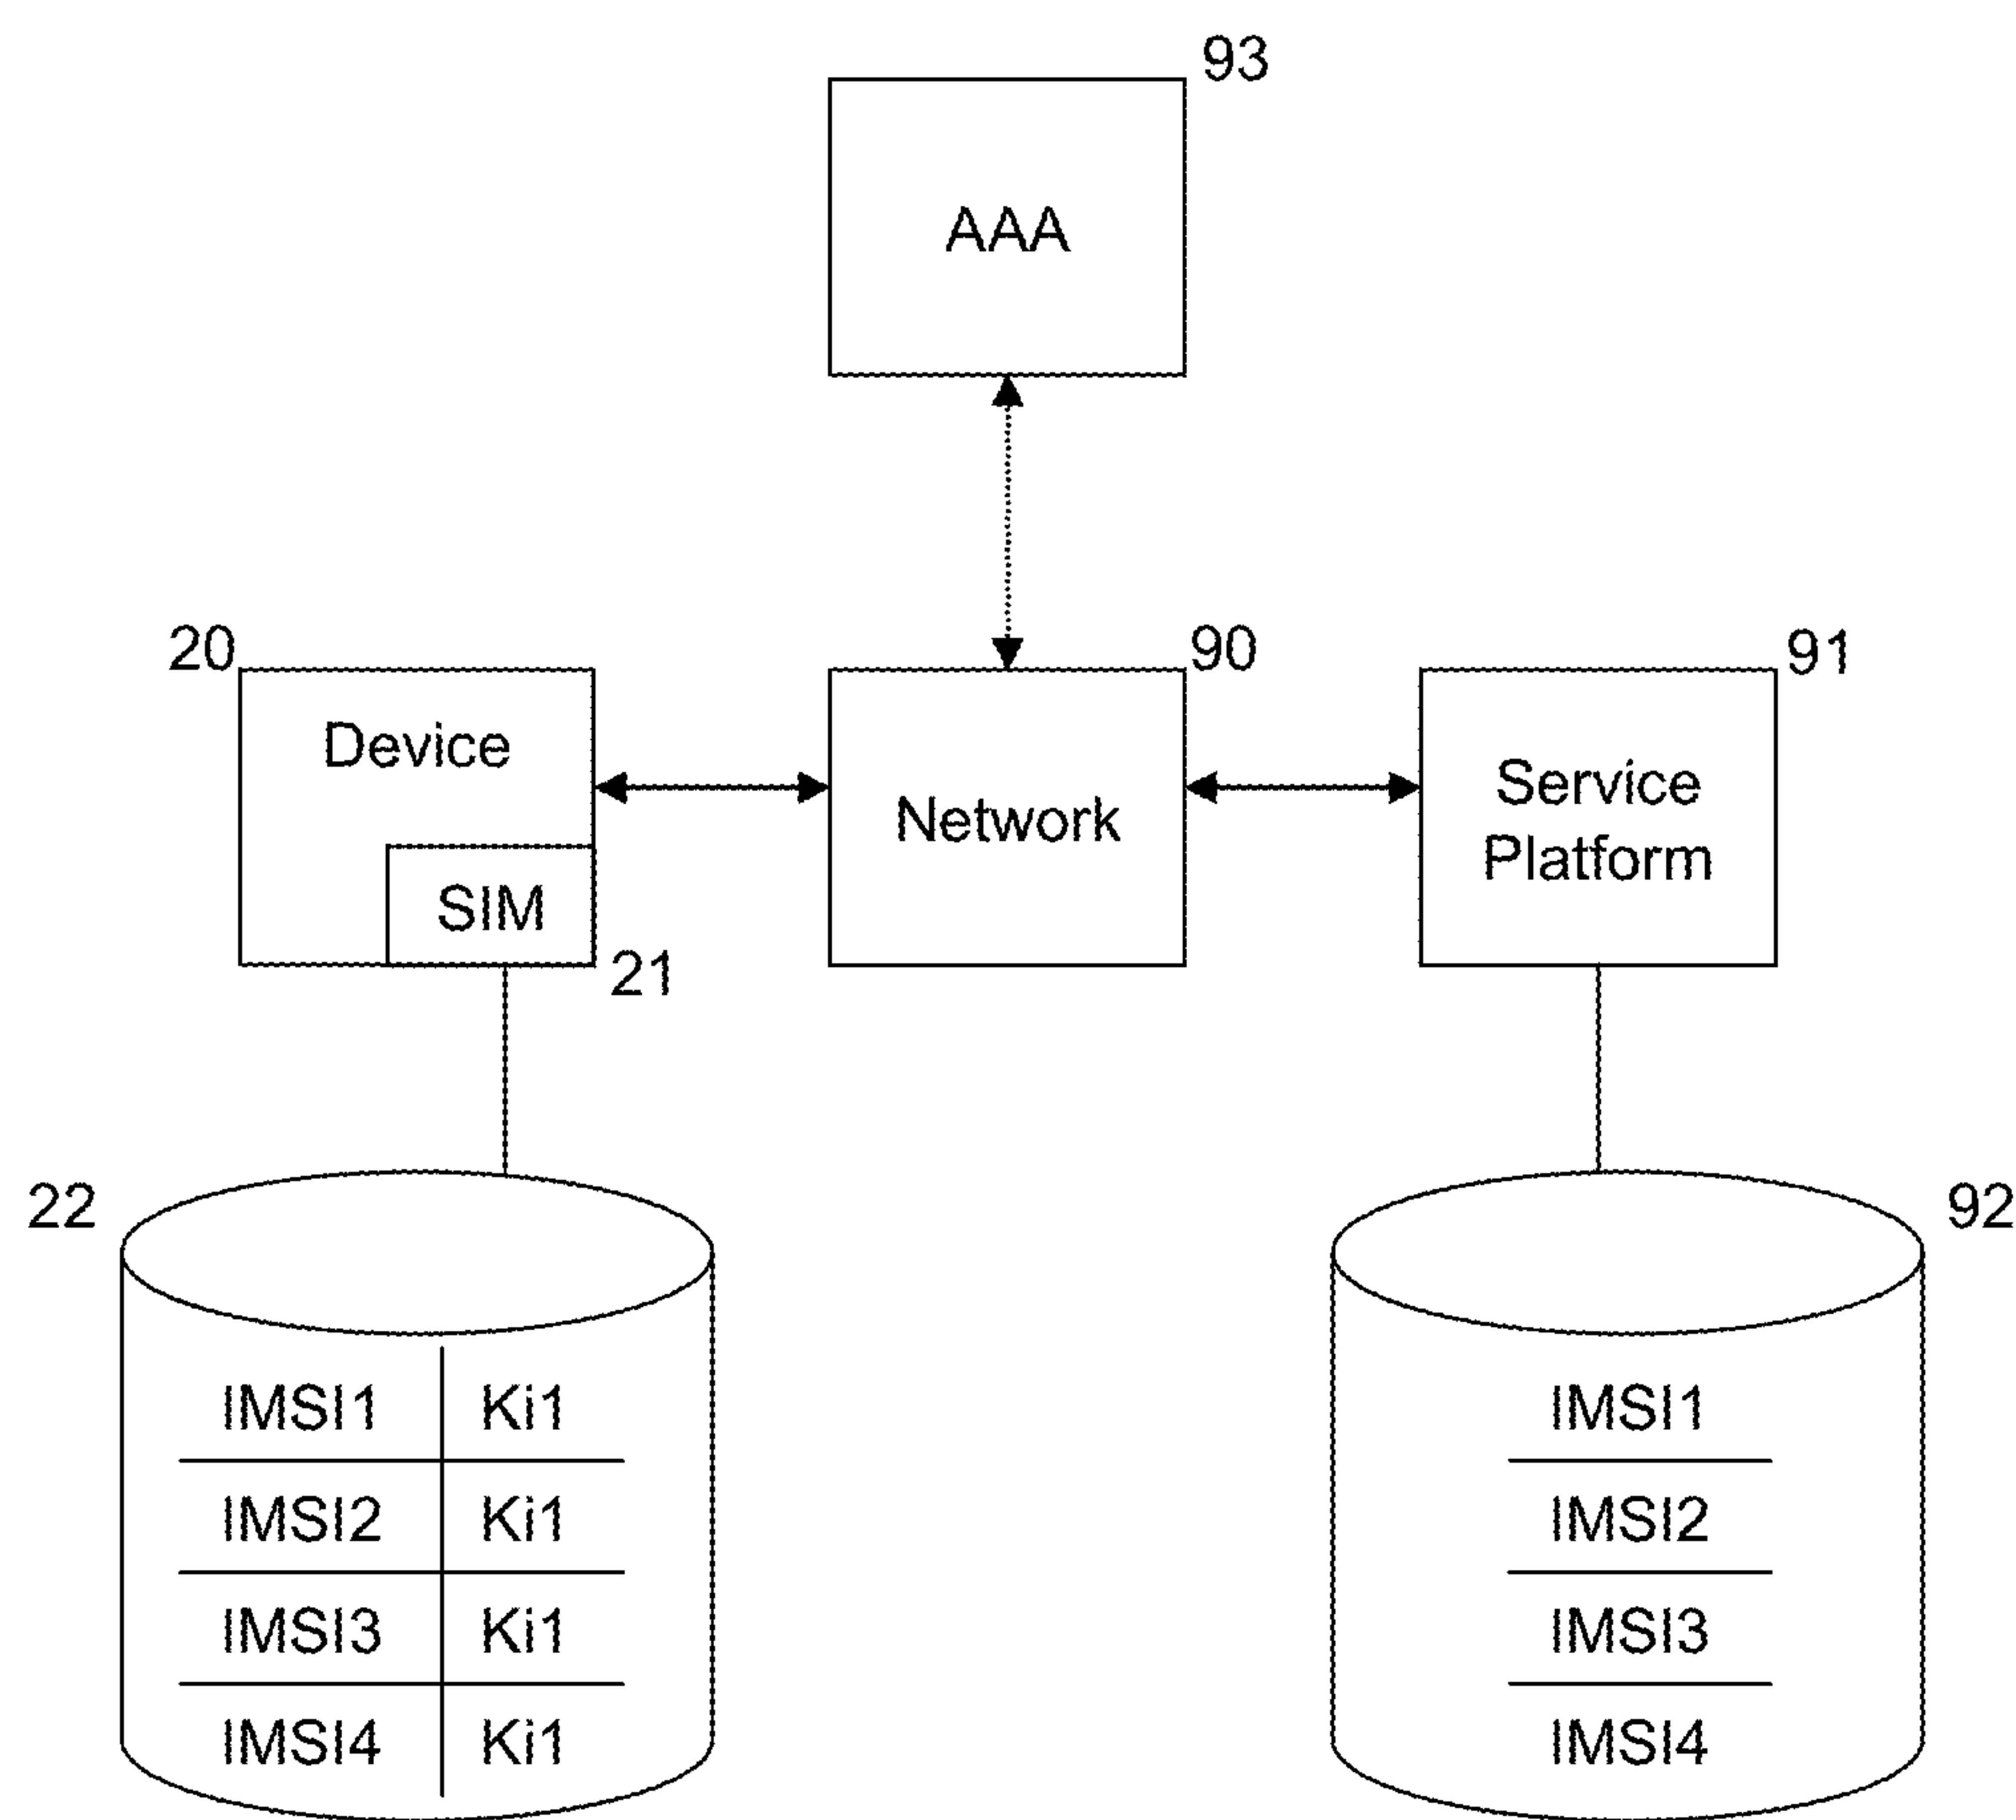 93
AAA
20
90
91
Device
Network
Service
Platform
SIM
21
22
92
IMSI1 Ki1
IMSI2 Ki1
IMSI3 Ki1
IMSI4 Ki1
IMSI1
IMSI2
IMSI3
IMSI4